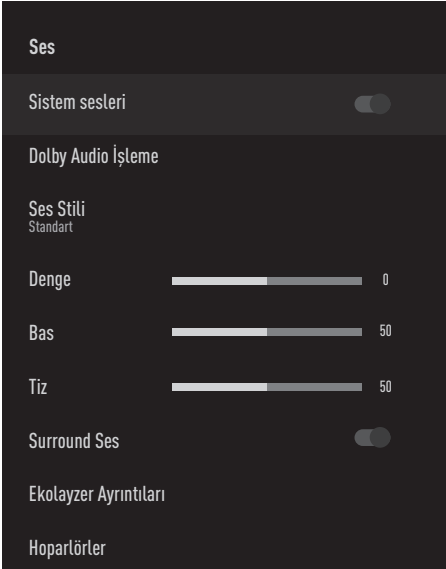 Ses
Sistem sesleri
Dolby Audio İşleme
Ses Stili
Standart
Denge 0
Bas 50
Tiz 50
Surround Ses
Ekolayzer Ayrıntıları
Hoparlörler